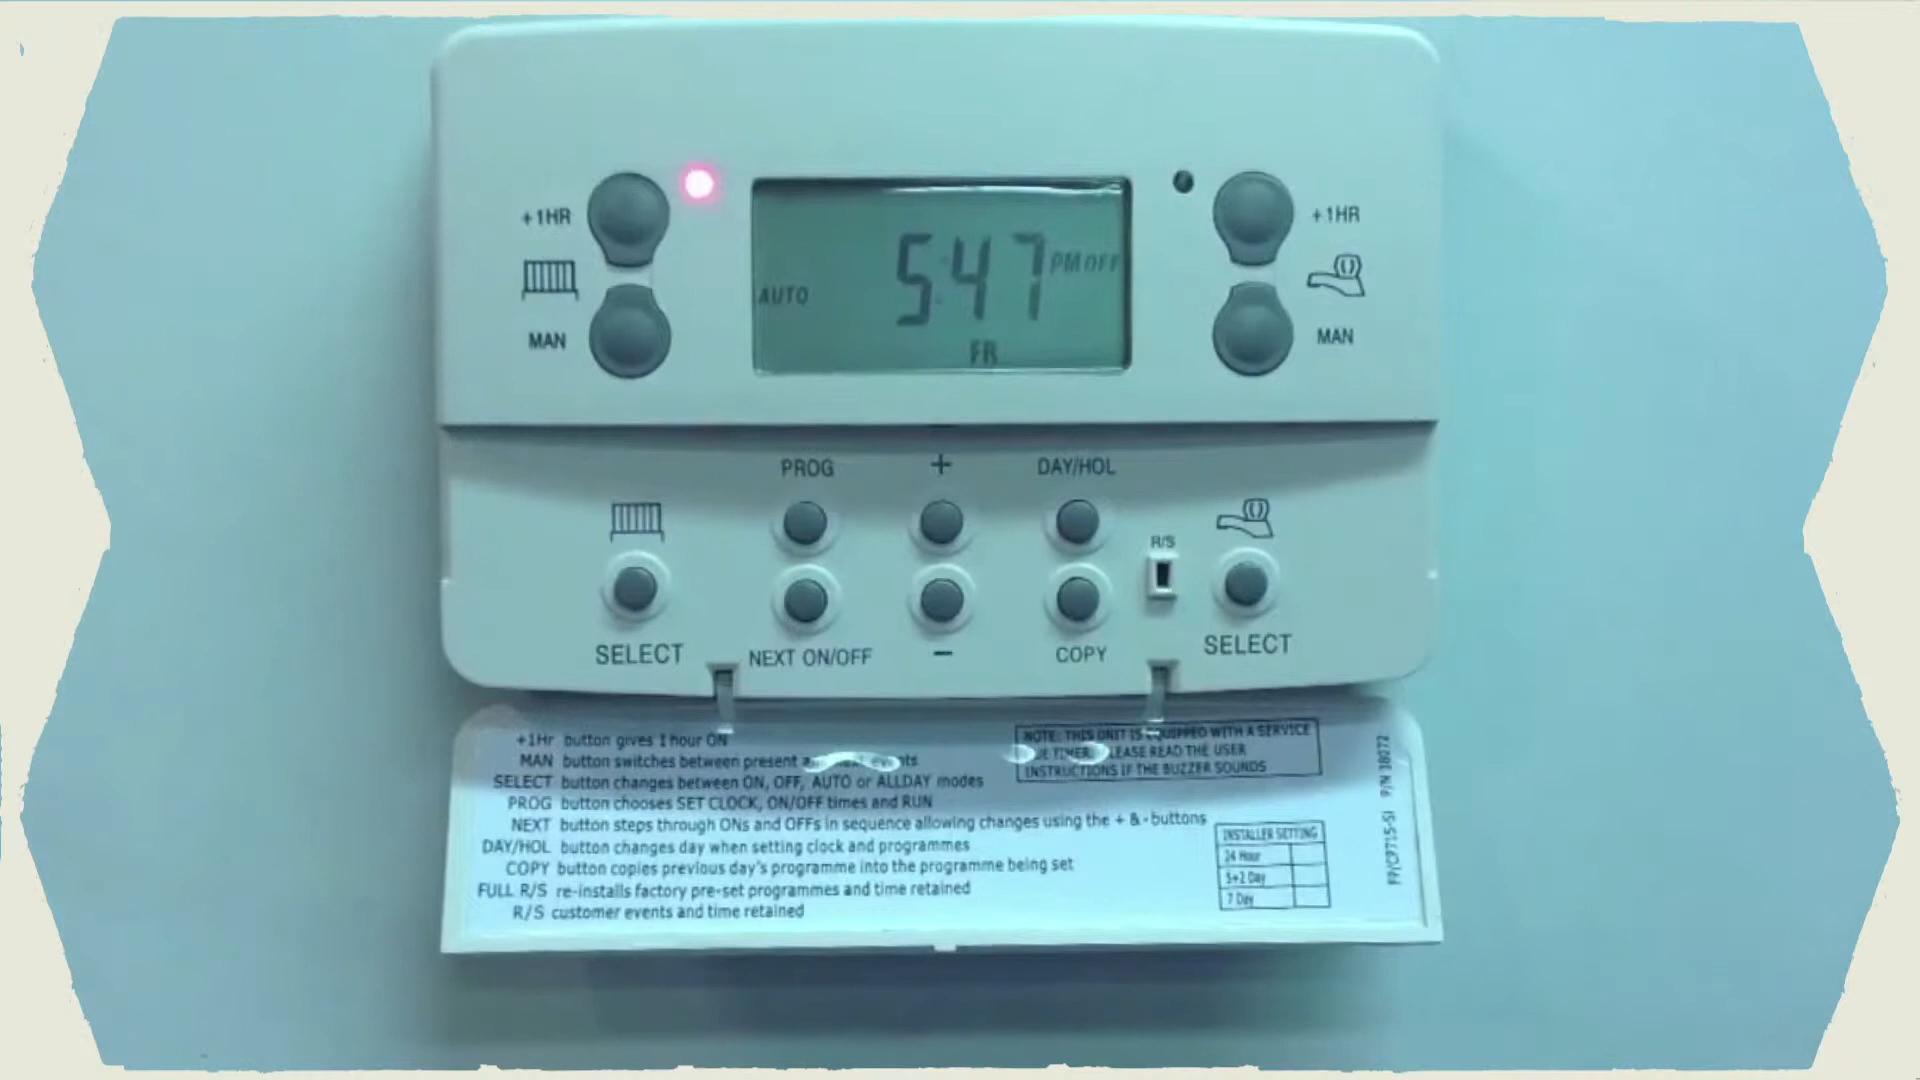 +1HR
MAN
AUTO
5:47
PM OFF
FR
+1HR
MAN
PROG
+
DAY/HOL
R/S
SELECT
NEXT ON/OFF
-
COPY
SELECT
+1Hr button gives 1 hour ON
MAN button switches between present
SELECT button changes between ON, OFF, AUTO or ALLDAY modes
PROG button chooses SET CLOCK, ON/OFF times and RUN
NEXT button steps through ONs and OFFs in sequence allowing changes using the + & - buttons
DAY/HOL button changes day when setting clock and programmes
COPY button copies previous day's programme into the programme being set
FULL R/S re-installs factory pre-set programmes and time retained
R/S customer events and time retained
NOTE: THIS UNIT IS EQUIPPED WITH A SERVICE
TIMER. PLEASE READ THE USER
INSTRUCTIONS IF THE BUZZER SOUNDS
INSTALLER SETTING
24 Hour
5+2 Day
7 Day
FP/CP715-SI P/N 38072